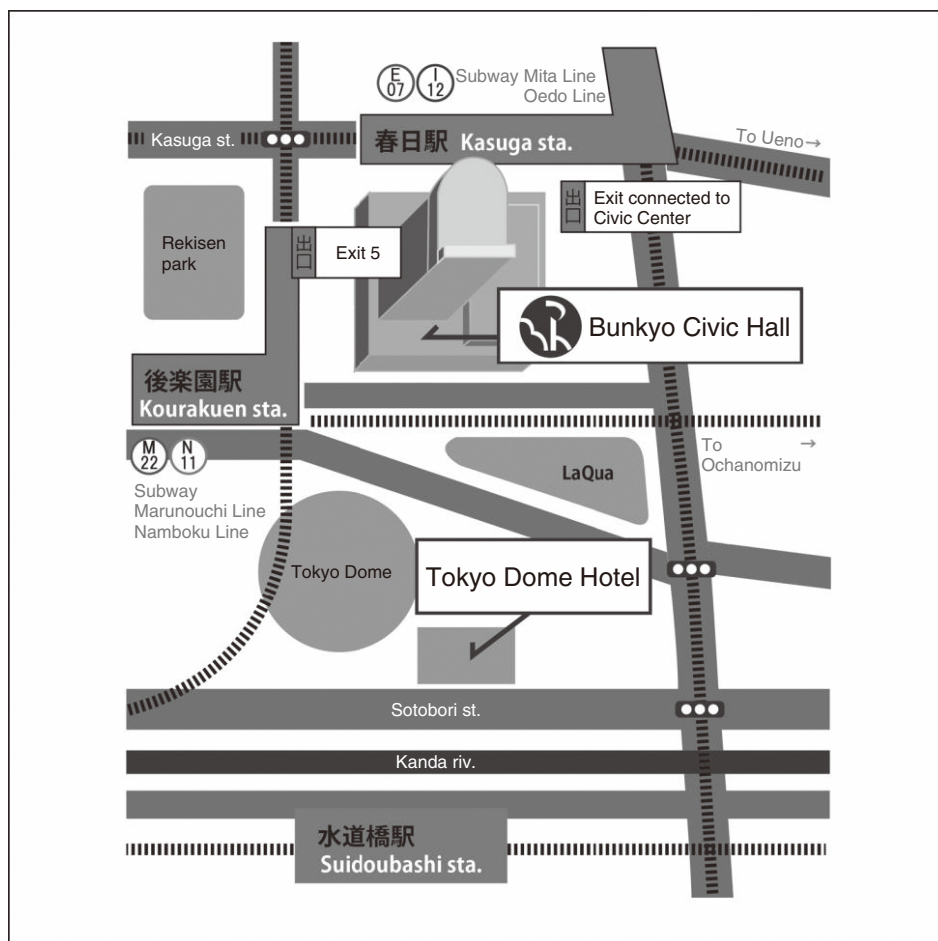 E
07
I
12
Subway Mita Line
Oedo Line
Kasuga st.
春日駅 Kasuga sta.
To Ueno→
出口
Exit connected to
Civic Center
Rekisen
park
出口
Exit 5
Bunkyo Civic Hall
後楽園駅
Kourakuen sta.
M
22
N
11
Subway
Marunouchi Line
Namboku Line
To →
Ochanomizu
LaQua
Tokyo Dome
Tokyo Dome Hotel
Sotobori st.
Kanda riv.
水道橋駅
Suidoubashi sta.